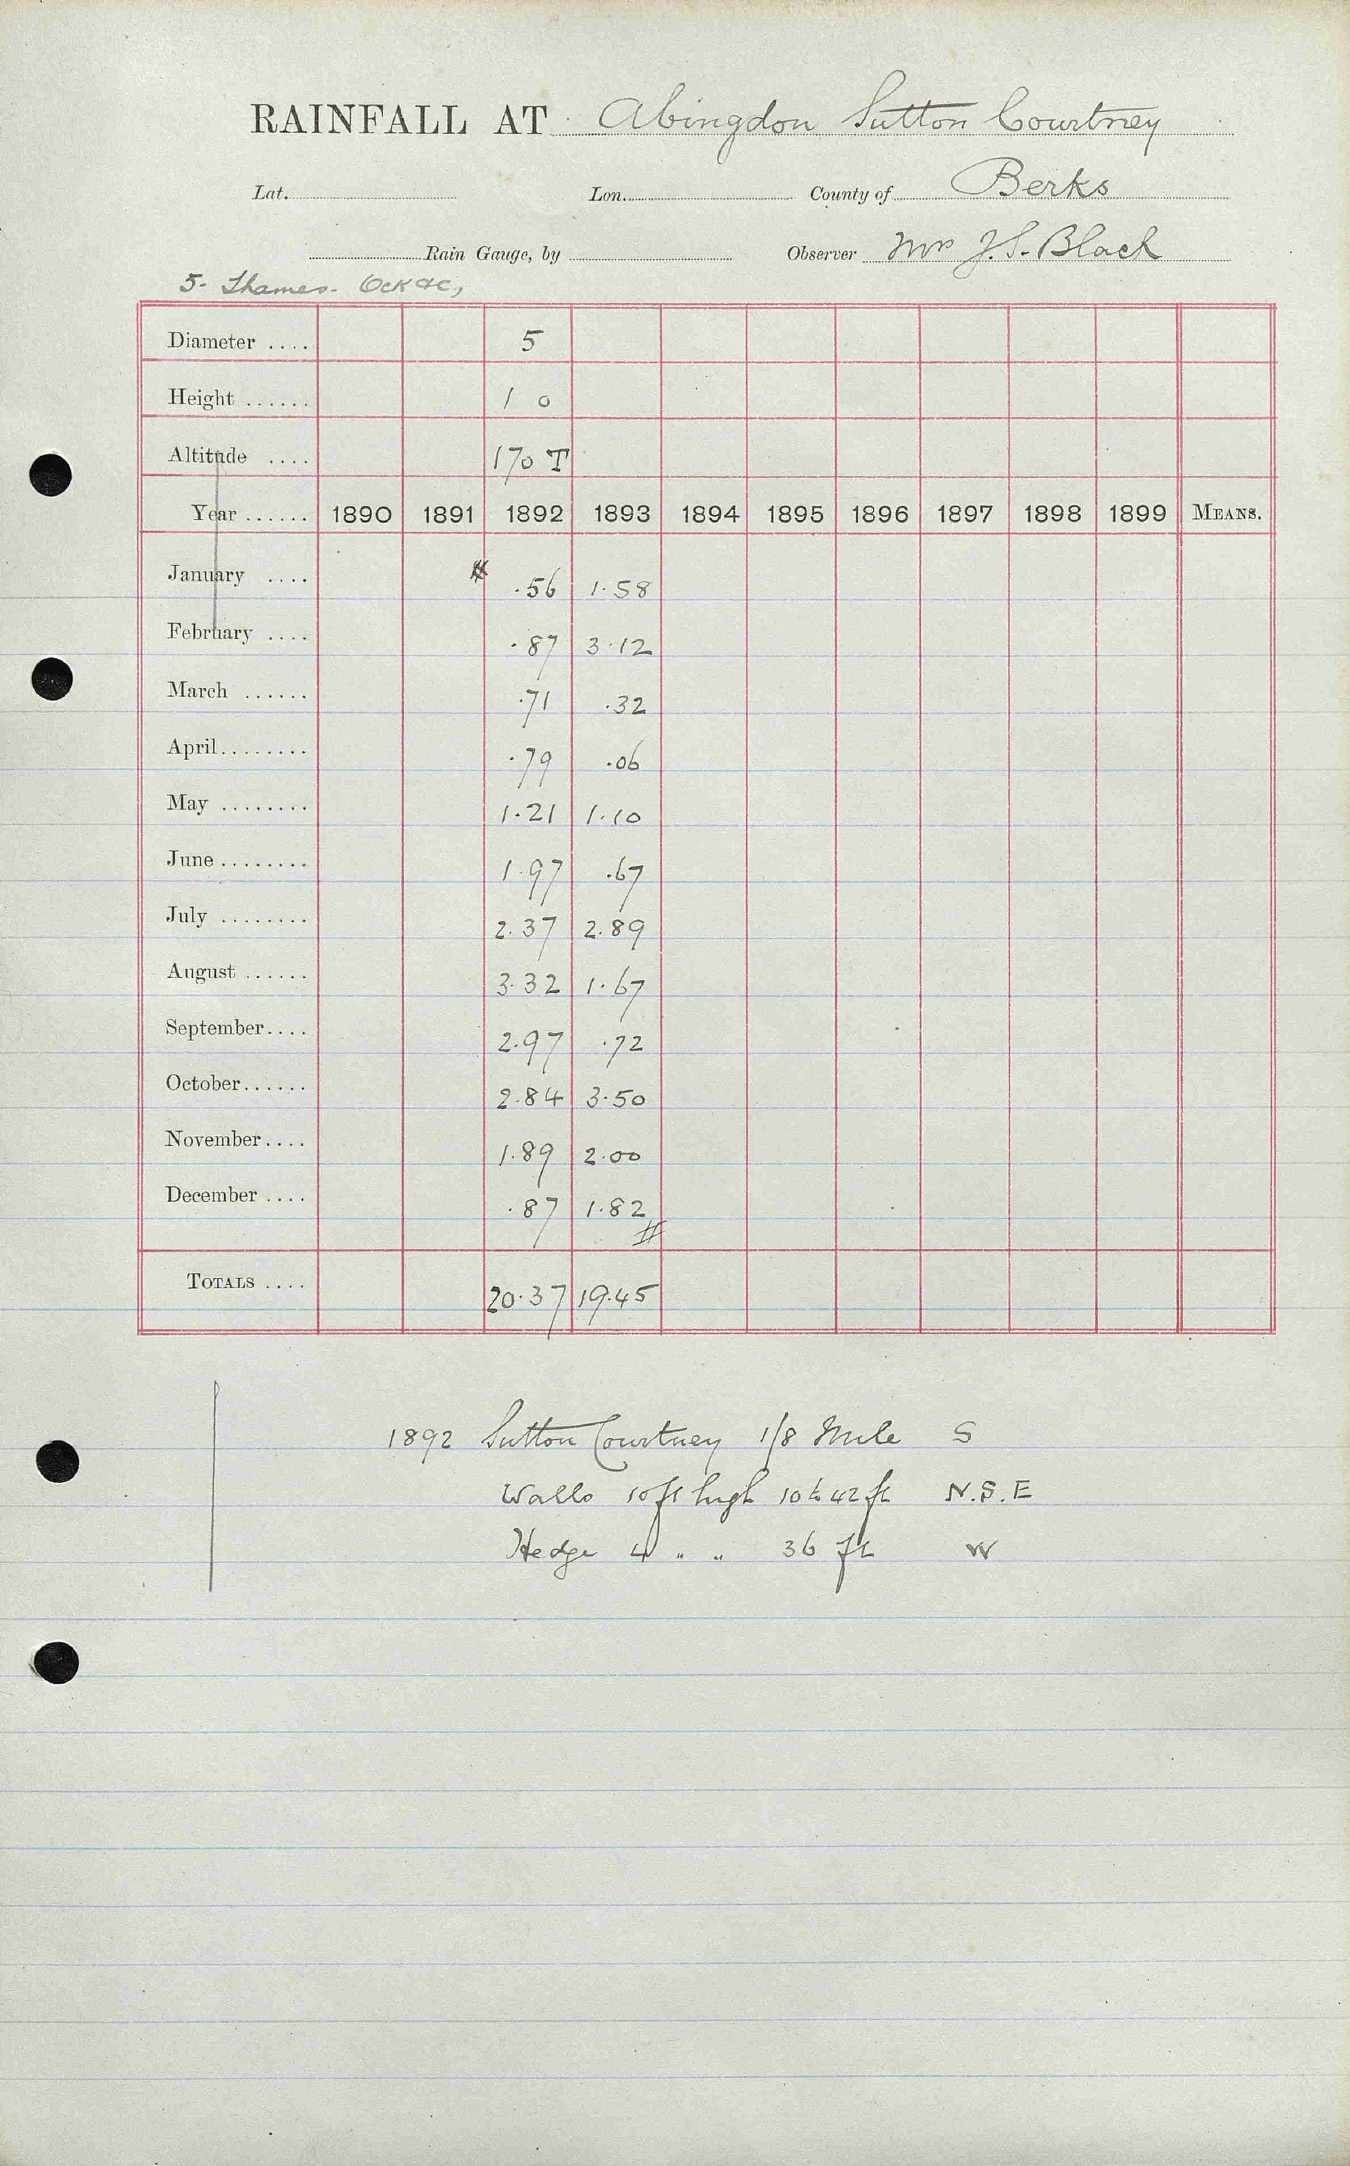 RAINFALL AT Abingdon Sutton Courtney
Lat. Lon. County of Berks
Rain Gauge, by Observer Mrs J.S. Black
5- Thames- Ock &c,
Diameter .... 5
Height ...... 1 0
Altitude .... 170 T
Year ...... 1890 1891 1892 1893 1894 1895 1896 1897 1898 1899 MEANS.
January .... # .56 1.58
February .... .87 3.12
March ...... .71 .32
April........ .79 .06
May ........ 1.21 1.10
June ........ 1.97 .67
July ........ 2.37 2.89
August ...... 3.32 1.67
September.... 2.97 .72
October...... 2.84 3.50
November.... 1.89 2.00
December .... .87 1.82
#
TOTALS .... 20.37 19.45
1892 Sutton Courtney 1/8 Mile S
Walls 10 ft high 10 to 42 ft N.S.E
Hedge 4 " " 36 ft W